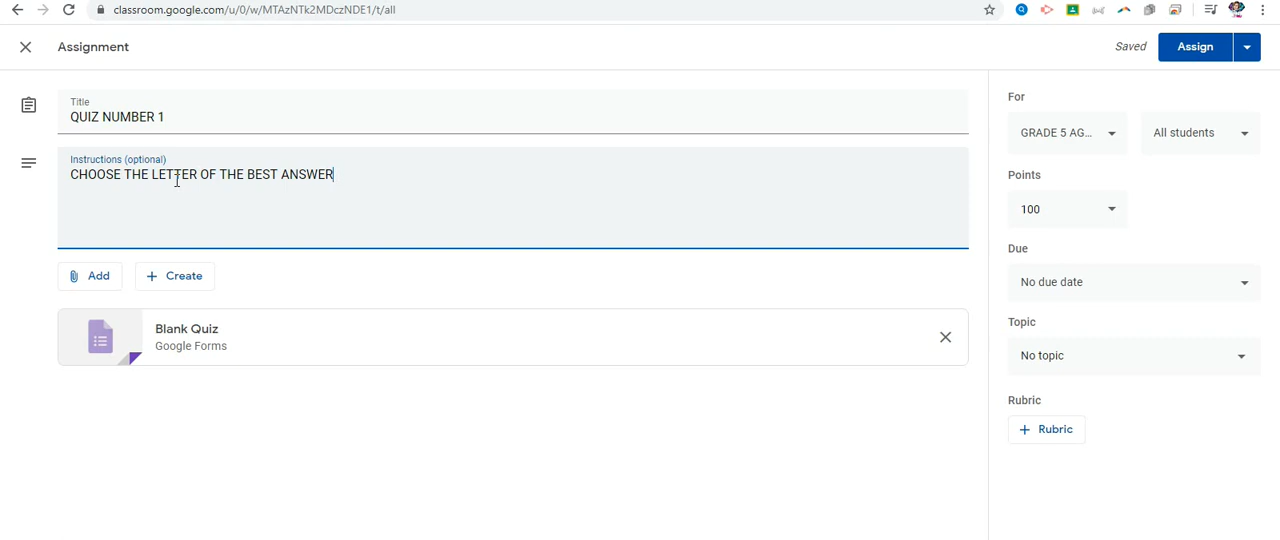 classroom.google.com/u/0/w/MTAzNTk2MDczNDE1/t/all
Assignment
Saved
Assign
Title
QUIZ NUMBER 1
Instructions (optional)
CHOOSE THE LETTER OF THE BEST ANSWER
Add
Create
Blank Quiz
Google Forms
For
GRADE 5 AG...
All students
Points
100
Due
No due date
Topic
No topic
Rubric
Rubric